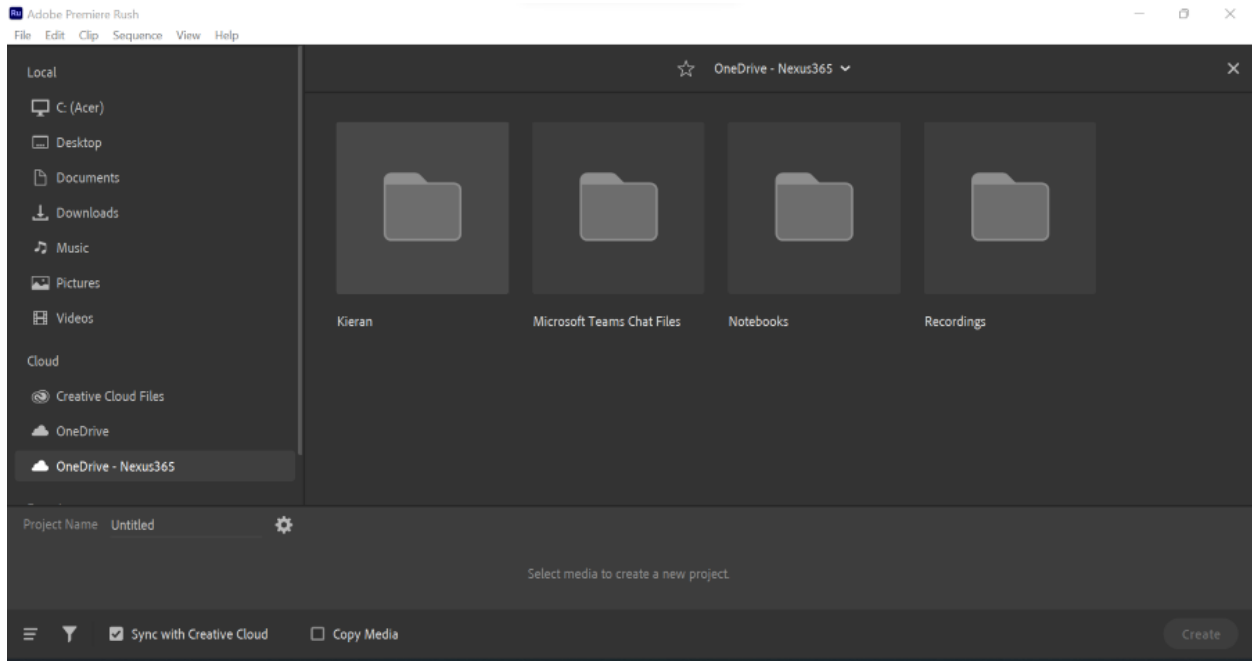 Ru Adobe Premiere Rush
File Edit Clip Sequence View Help
Local
C: (Acer)
Desktop
Documents
Downloads
Music
Pictures
Videos
Cloud
Creative Cloud Files
OneDrive
OneDrive - Nexus365
OneDrive - Nexus365
Kieran
Microsoft Teams Chat Files
Notebooks
Recordings
Project Name Untitled
Select media to create a new project.
Sync with Creative Cloud
Copy Media
Create